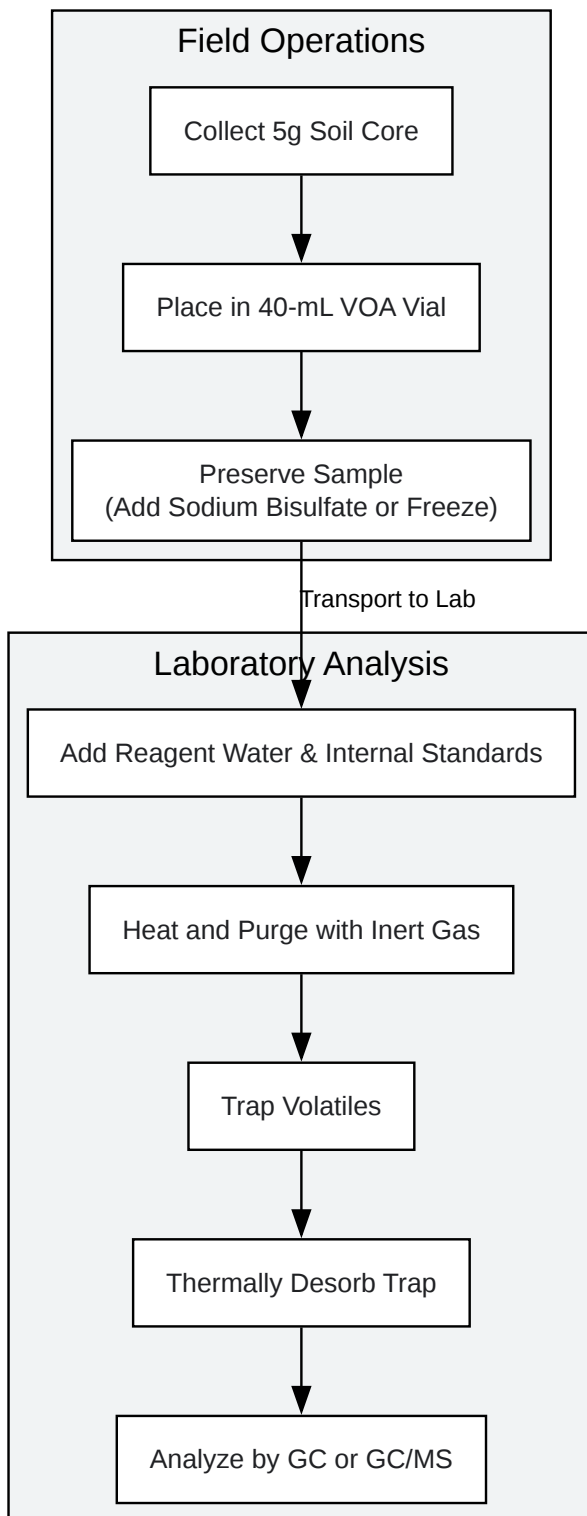 Field Operations
Collect 5g Soil Core
Place in 40-mL VOA Vial
Preserve Sample
(Add Sodium Bisulfate or Freeze)
Transport to Lab
Laboratory Analysis
Add Reagent Water & Internal Standards
Heat and Purge with Inert Gas
Trap Volatiles
Thermally Desorb Trap
Analyze by GC or GC/MS